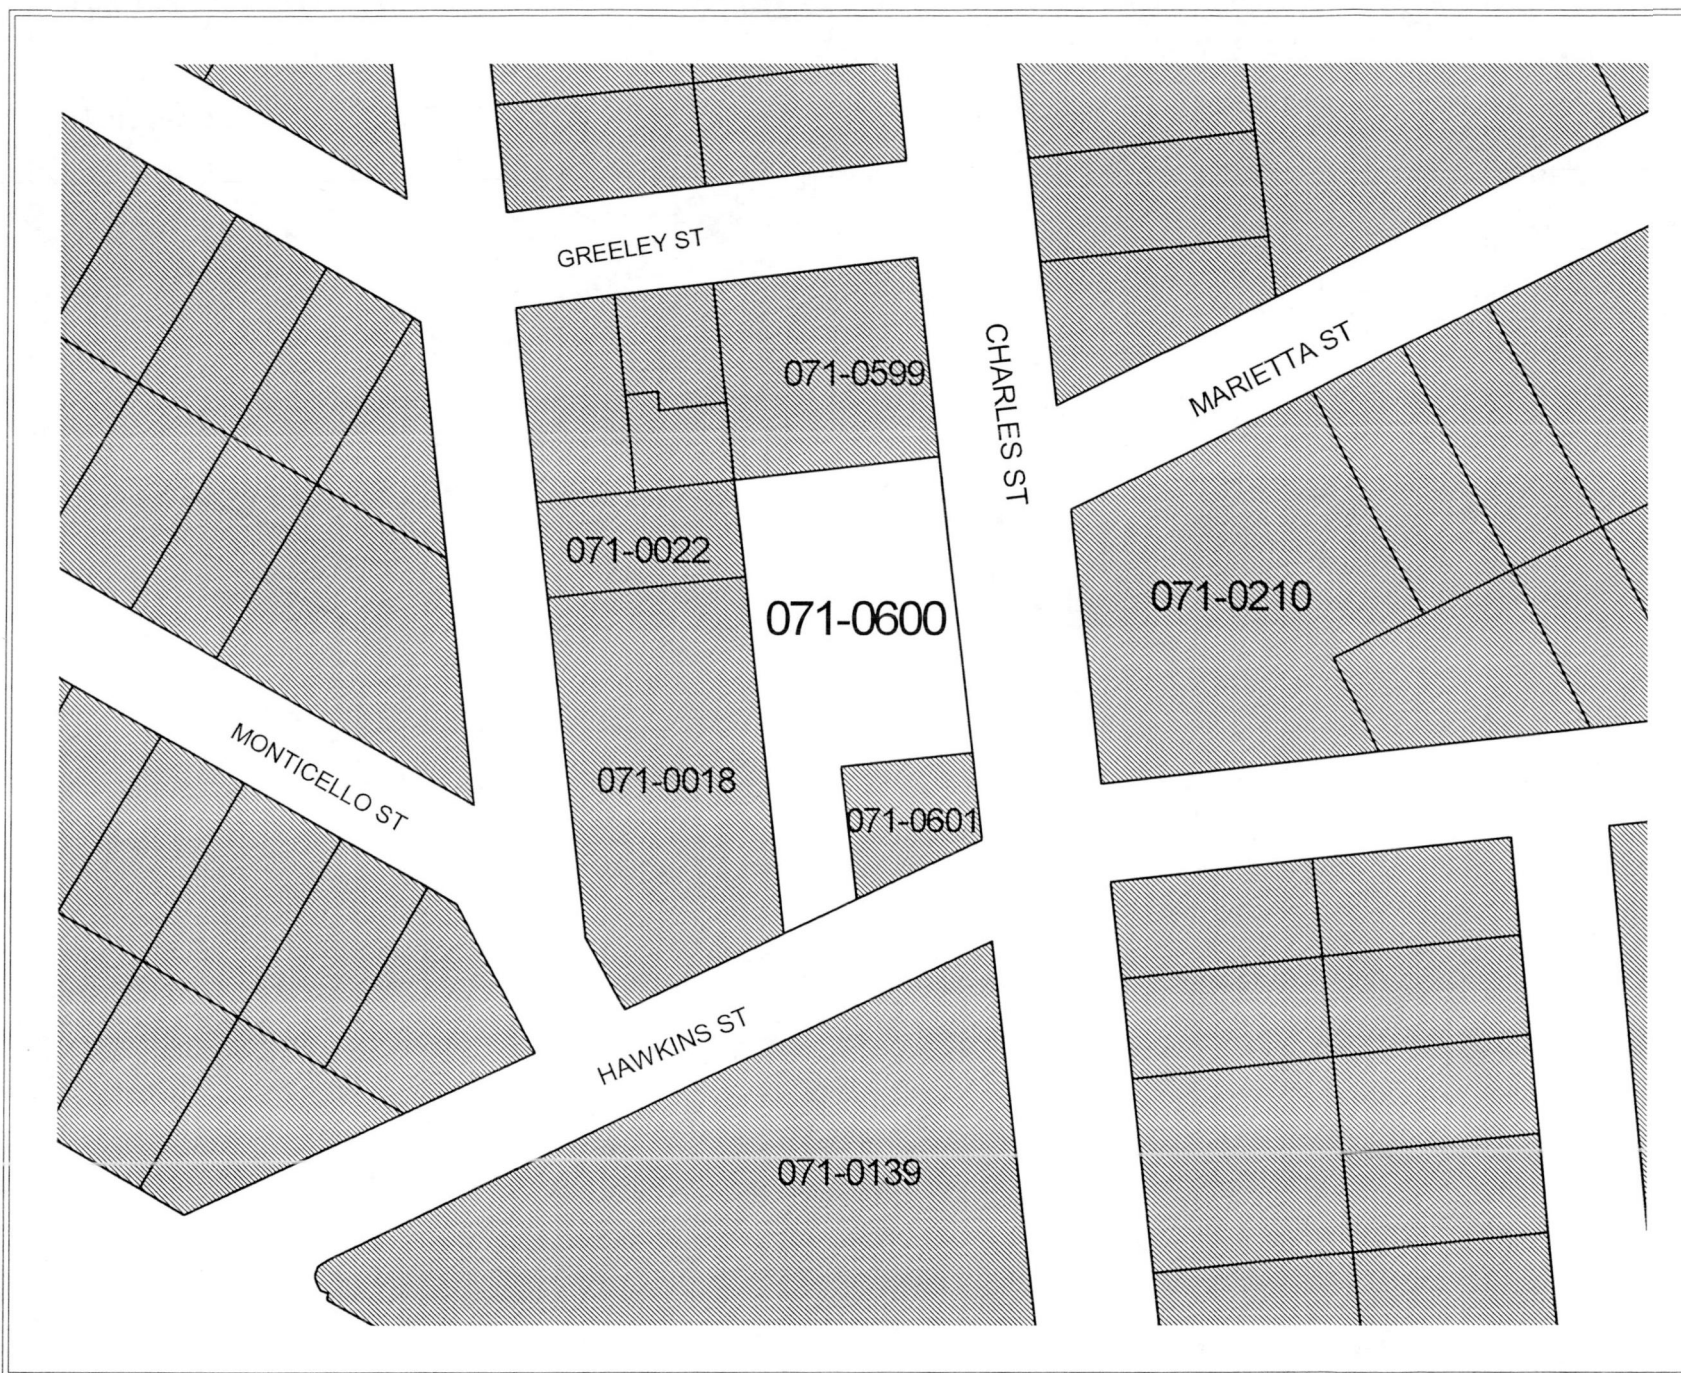 GREELEY ST
071-0599
CHARLES ST
MARIETTA ST
071-0022
071-0600
071-0210
MONTICELLO ST
071-0018
071-0601
HAWKINS ST
071-0139